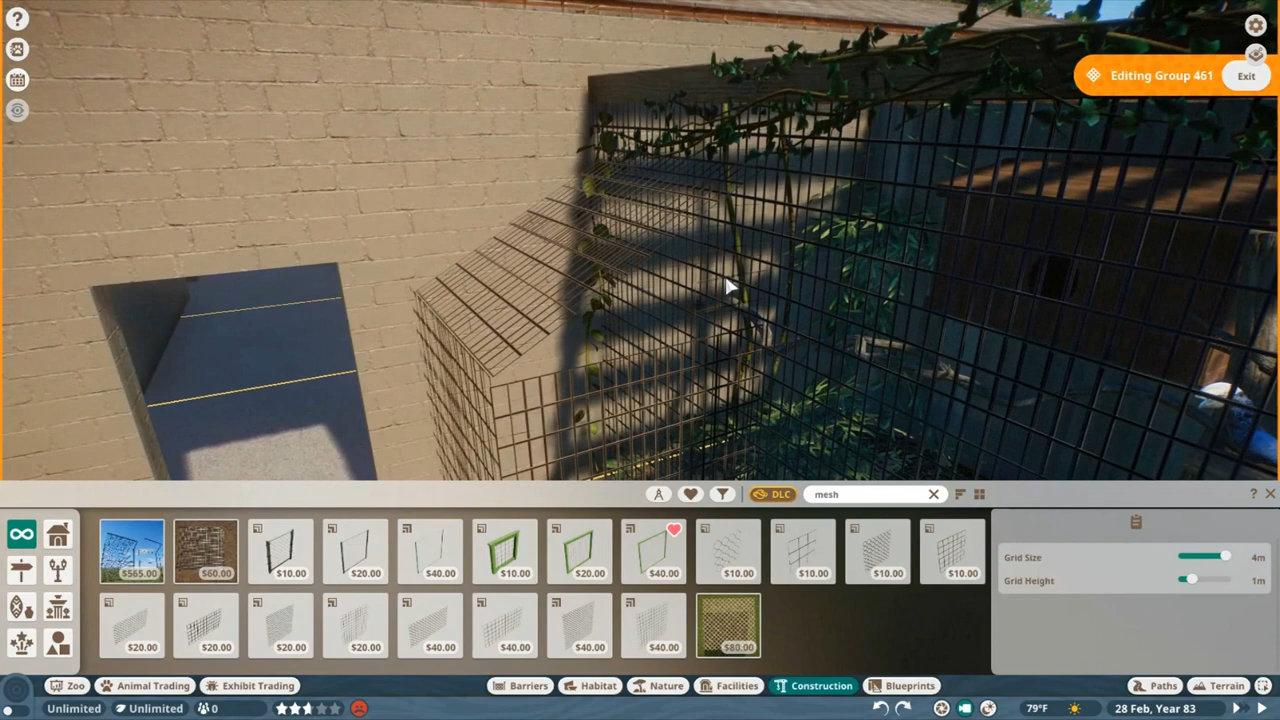 ?
Editing Group 461
Exit
DLC
mesh
?
$565.00
$60.00
$10.00
$20.00
$40.00
$10.00
$20.00
$40.00
$10.00
$10.00
$10.00
$10.00
Grid Size
4m
Grid Height
1m
$20.00
$20.00
$20.00
$20.00
$40.00
$40.00
$40.00
$40.00
$80.00
Zoo
Animal Trading
Exhibit Trading
Barriers
Habitat
Nature
Facilities
Construction
Blueprints
Paths
Terrain
Unlimited
Unlimited
0
79°F
28 Feb, Year 83